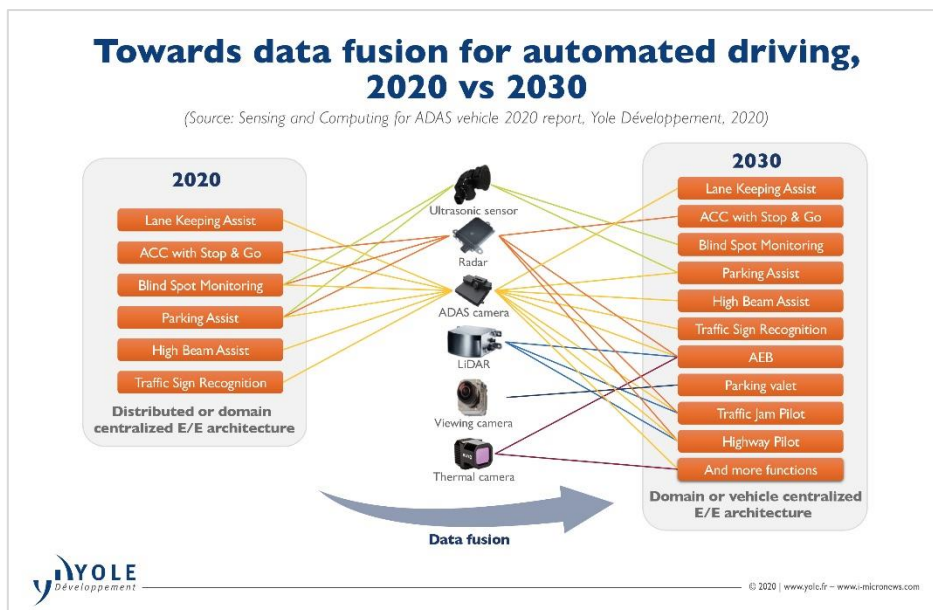 Towards data fusion for automated driving,
2020 vs 2030
(Source: Sensing and Computing for ADAS vehicle 2020 report, Yole Développement, 2020)
2020
Lane Keeping Assist
ACC with Stop & Go
Blind Spot Monitoring
Parking Assist
High Beam Assist
Traffic Sign Recognition
Distributed or domain
centralized E/E architecture
Ultrasonic sensor
Radar
ADAS camera
LiDAR
Viewing camera
Thermal camera
2030
Lane Keeping Assist
ACC with Stop & Go
Blind Spot Monitoring
Parking Assist
High Beam Assist
Traffic Sign Recognition
AEB
Parking valet
Traffic Jam Pilot
Highway Pilot
And more functions
Domain or vehicle centralized
E/E architecture
Data fusion
YOLE
Développement
© 2020 | www.yole.fr – www.i-micronews.com